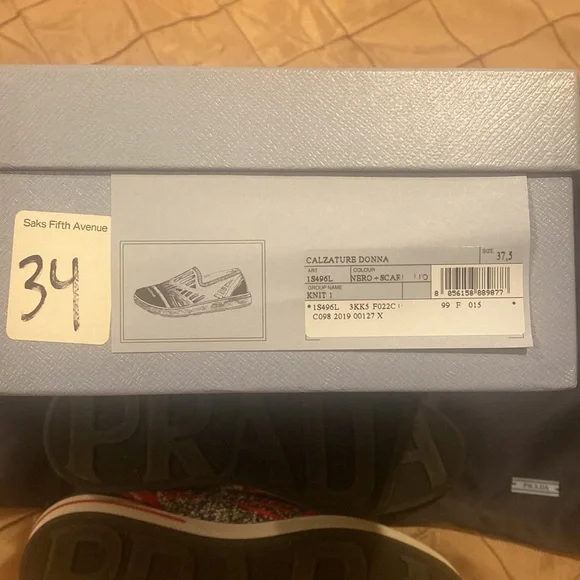 Saks Fifth Avenue
34
CALZATURE DONNA
SIZE 37,5
ART. COLOUR
1S496L NERO+SCAR
GROUP NAME
KNIT 1
8 056158 889877
*1S496L 3KK5 F022C 99 F 015 *
C098 2019 00127 X
PRADA
PRADA
PRADA